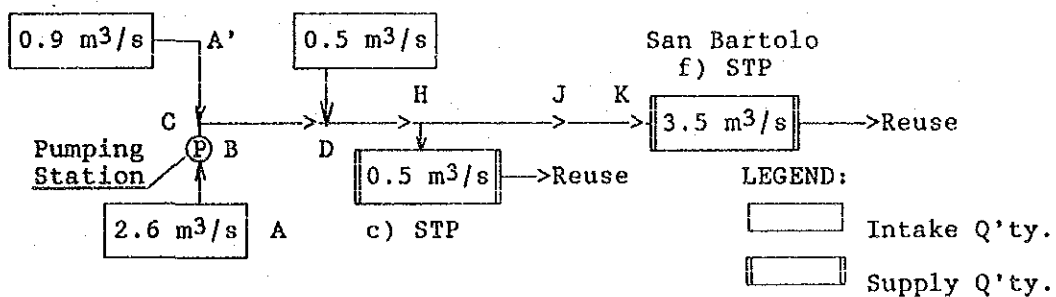 0.9 m³/s A' 0.5 m³/s San Bartolo
f) STP
H J K
C 3.5 m³/s Reuse
Pumping P B D
Station 0.5 m³/s Reuse LEGEND:
2.6 m³/s A c) STP Intake Q'ty.
Supply Q'ty.